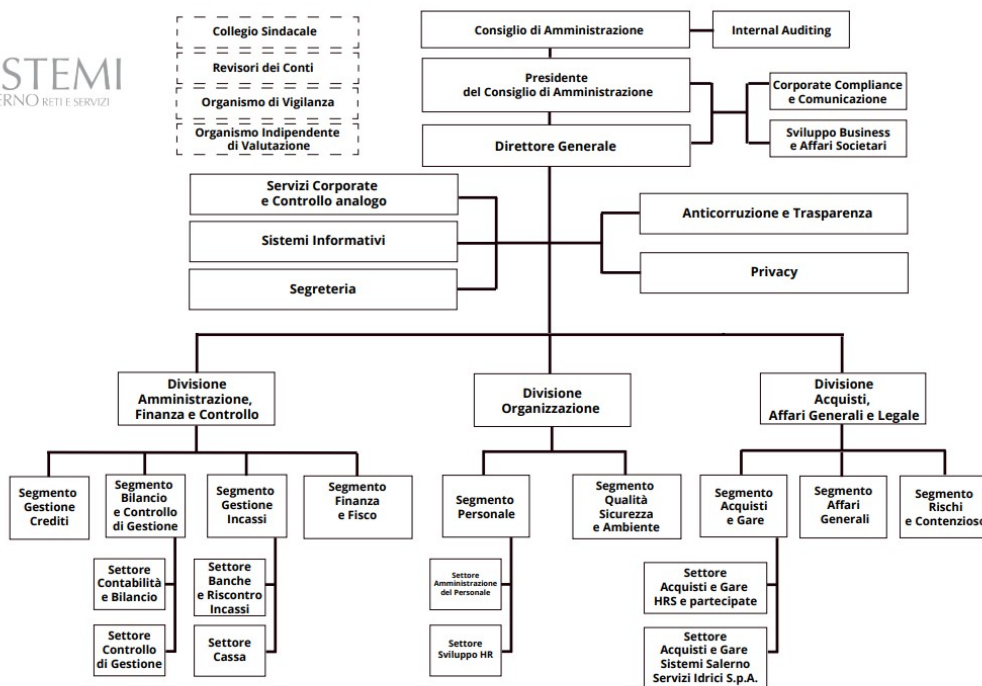 Collegio Sindacale
Consiglio di Amministrazione
Internal Auditing
STEMI
ERNO RETI E SERVIZI
Revisori dei Conti
Presidente
del Consiglio di Amministrazione
Corporate Compliance
e Comunicazione
Organismo di Vigilanza
Organismo Indipendente
di Valutazione
Direttore Generale
Sviluppo Business
e Affari Societari
Servizi Corporate
e Controllo analogo
Anticorruzione e Trasparenza
Sistemi Informativi
Privacy
Segreteria
Divisione
Amministrazione,
Finanza e Controllo
Divisione
Organizzazione
Divisione
Acquisti,
Affari Generali e Legale
Segmento
Gestione
Crediti
Segmento
Bilancio
e Controllo
di Gestione
Segmento
Gestione
Incassi
Segmento
Finanza
e Fisco
Segmento
Personale
Segmento
Qualità
Sicurezza
e Ambiente
Segmento
Acquisti
e Gare
Segmento
Affari
Generali
Segmento
Rischi
e Contenzioso
Settore
Contabilità
e Bilancio
Settore
Banche
e Riscontro
Incassi
Settore
Amministrazione
del Personale
Settore
Acquisti e Gare
HRS e partecipate
Settore
Controllo
di Gestione
Settore
Cassa
Settore
Sviluppo HR
Settore
Acquisti e Gare
Sistemi Salerno
Servizi Idrici S.p.A.